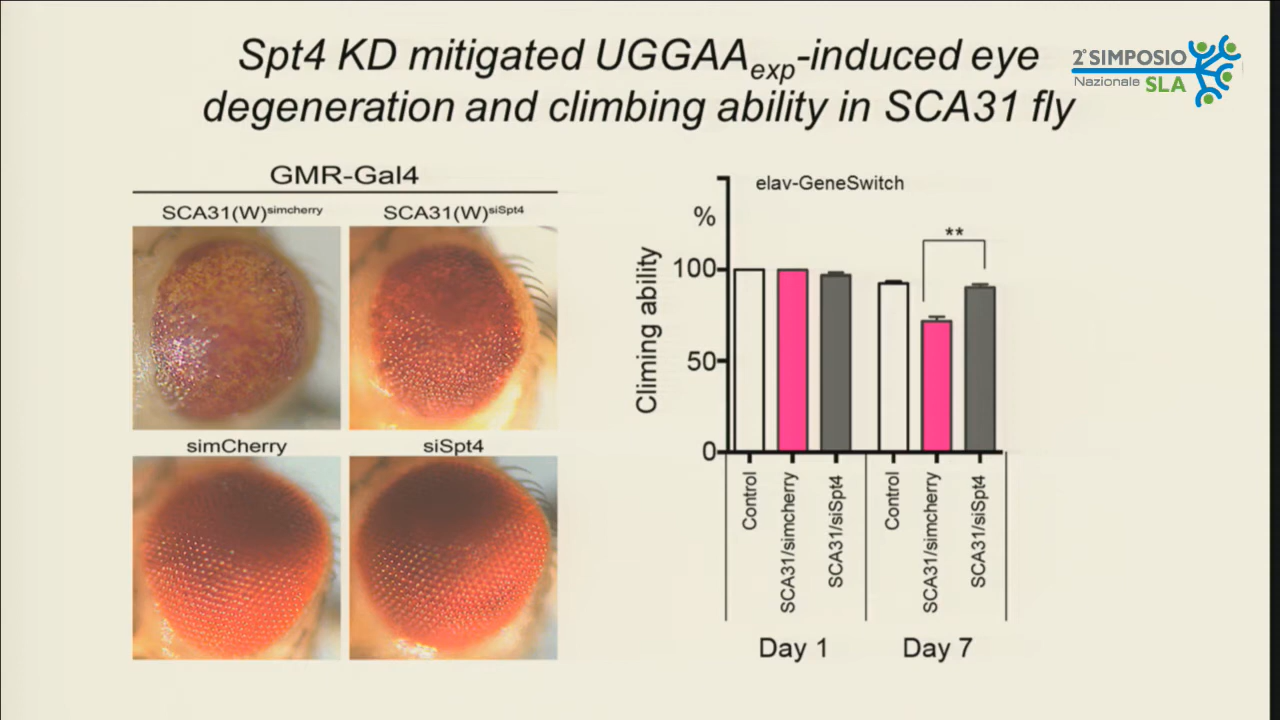 Spt4 KD mitigated UGGAAexp-induced eye
degeneration and climbing ability in SCA31 fly
2° SIMPOSIO
Nazionale SLA
GMR-Gal4
SCA31(W)simcherry
SCA31(W)siSpt4
simCherry
siSpt4
elav-GeneSwitch
%
Climing ability
100
50
0
**
Control
SCA31/simcherry
SCA31/siSpt4
Control
SCA31/simcherry
SCA31/siSpt4
Day 1
Day 7